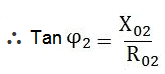 ∴ Tan φ₂ = X₀₂ / R₀₂